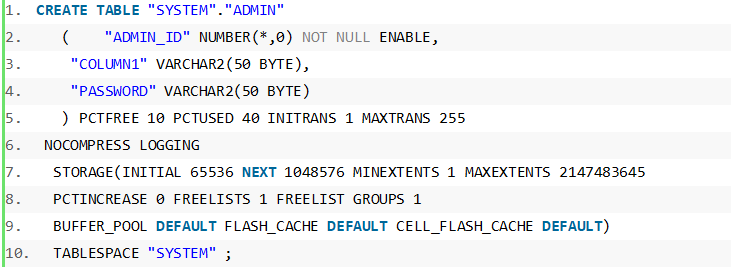 1. CREATE TABLE "SYSTEM"."ADMIN"
2. ( "ADMIN_ID" NUMBER(*,0) NOT NULL ENABLE,
3. "COLUMN1" VARCHAR2(50 BYTE),
4. "PASSWORD" VARCHAR2(50 BYTE)
5. ) PCTFREE 10 PCTUSED 40 INITRANS 1 MAXTRANS 255
6. NOCOMPRESS LOGGING
7. STORAGE(INITIAL 65536 NEXT 1048576 MINEXTENTS 1 MAXEXTENTS 2147483645
8. PCTINCREASE 0 FREELISTS 1 FREELIST GROUPS 1
9. BUFFER_POOL DEFAULT FLASH_CACHE DEFAULT CELL_FLASH_CACHE DEFAULT)
10. TABLESPACE "SYSTEM" ;